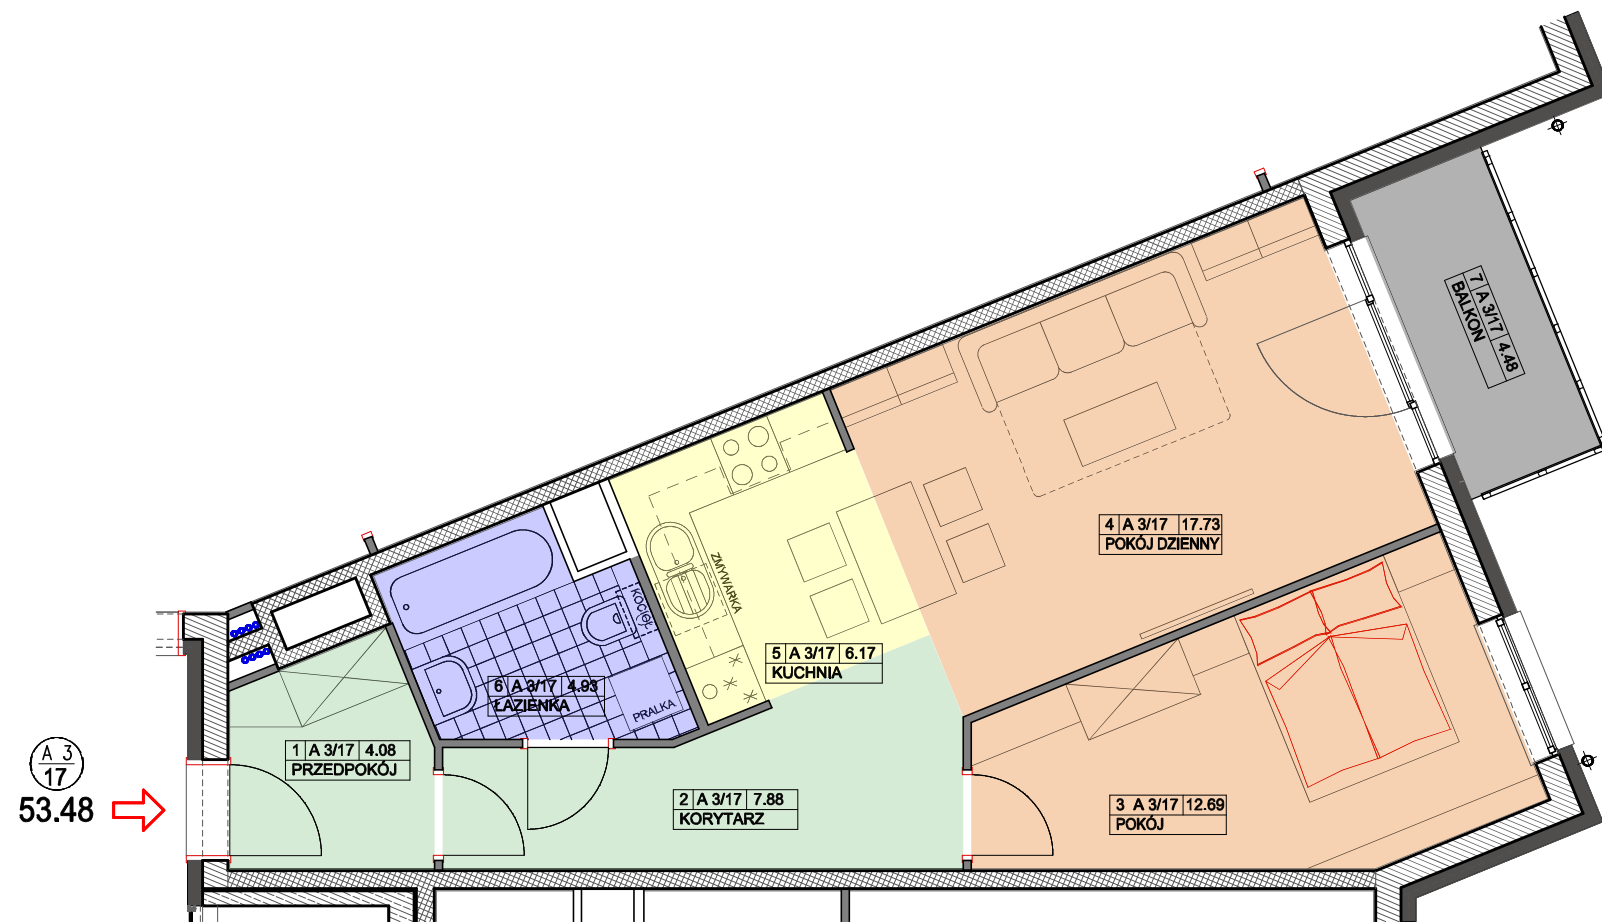 A 3
17
53.48
1 A 3/17 4.08
PRZEDPOKÓJ
6 A 3/17 4.93
ŁAZIENKA
KOCIOŁ
PRALKA
ZMYWARKA
5 A 3/17 6.17
KUCHNIA
2 A 3/17 7.88
KORYTARZ
4 A 3/17 17.73
POKÓJ DZIENNY
3 A 3/17 12.69
POKÓJ
7 A 3/17 4.48
BALKON